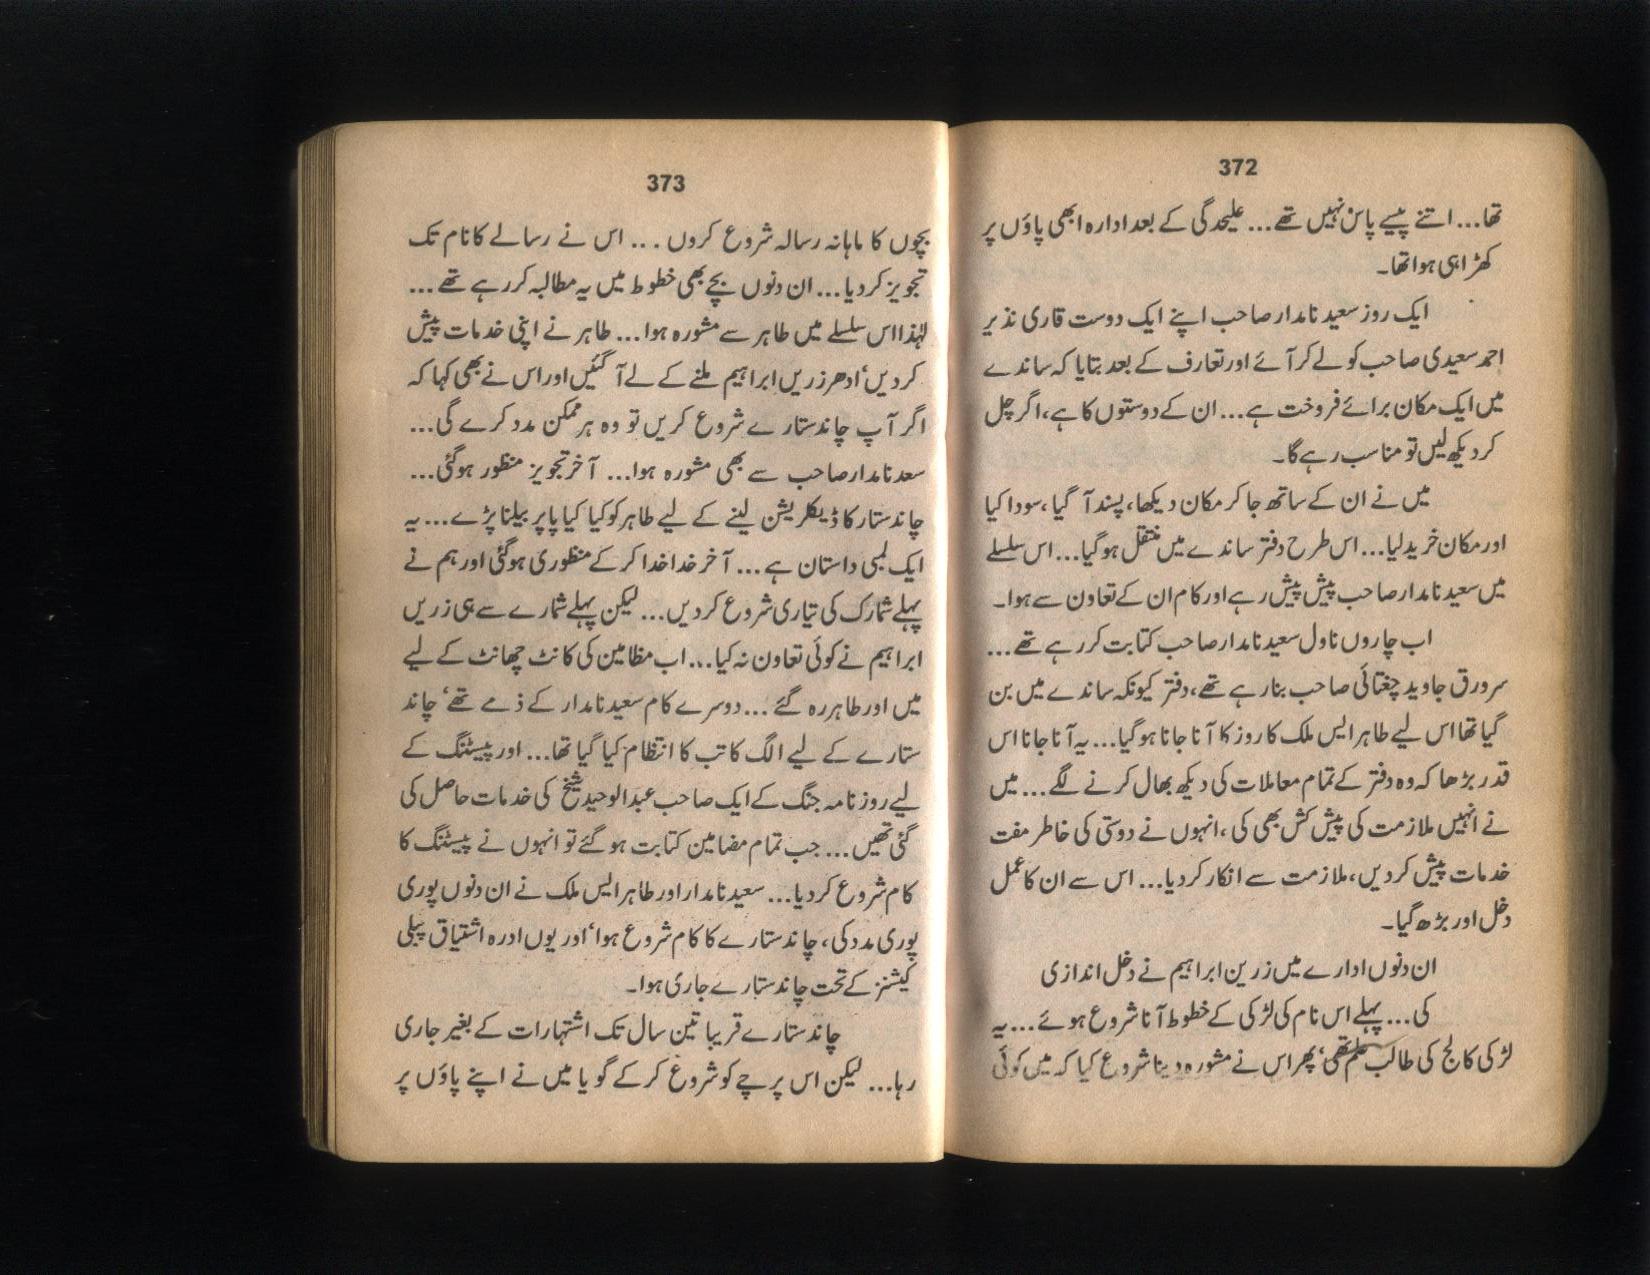 372
تھا... اتنے پیسے پاس نہیں تھے... علیحدگی کے بعد ادارہ ابھی پاؤں پر
کھڑا ہی ہوا تھا۔
ایک روز سعید نامدار صاحب اپنے ایک دوست قاری نذیر
احمد سعیدی صاحب کو لے کر آئے اور تعارف کے بعد بتایا کہ ساندے
میں ایک مکان برائے فروخت ہے... ان کے دوستوں کا ہے، اگر چل
کر دیکھ لیں تو مناسب رہے گا۔
میں نے ان کے ساتھ جا کر مکان دیکھا، پسند آ گیا، سودا کیا
اور مکان خرید لیا... اس طرح دفتر ساندے میں منتقل ہو گیا... اس سلسلے
میں سعید نامدار صاحب پیش پیش رہے اور کام ان کے تعاون سے ہوا۔
اب چاروں ناول سعید نامدار صاحب کتابت کر رہے تھے...
سرورق جاوید چغتائی صاحب بنا رہے تھے، دفتر کیونکہ ساندے میں بن
گیا تھا اس لیے طاہر ایس ملک کا روز کا آنا جانا ہو گیا... یہ آنا جانا اس
قدر بڑھا کہ وہ دفتر کے تمام معاملات کی دیکھ بھال کرنے لگے... میں
نے انہیں ملازمت کی پیش کش بھی کی، انہوں نے دوستی کی خاطر مفت
خدمات پیش کر دیں، ملازمت سے انکار کر دیا... اس سے ان کا عمل
دخل اور بڑھ گیا۔
ان دنوں ادارے میں زرین ابراہیم نے دخل اندازی
کی... پہلے اس نام کی لڑکی کے خطوط آنا شروع ہوئے... یہ
لڑکی کالج کی طالب علم تھی‘ پھر اس نے مشورہ دینا شروع کیا کہ میں کوئی
373
بچوں کا ماہانہ رسالہ شروع کروں... اس نے رسالے کا نام تک
تجویز کر دیا... ان دنوں بچے بھی خطوط میں یہ مطالبہ کر رہے تھے...
لہٰذا اس سلسلے میں طاہر سے مشورہ ہوا... طاہر نے اپنی خدمات پیش
کر دیں‘ ادھر زریں ابراہیم ملنے کے لے آ گئیں اور اس نے بھی کہا کہ
اگر آپ چاند ستارے شروع کریں تو وہ ہر ممکن مدد کرے گی...
سعد نامدار صاحب سے بھی مشورہ ہوا... آخر تجویز منظور ہو گئی...
چاند ستار کا ڈیکلریشن لینے کے لیے طاہر کو کیا کیا پاپر بیلنا پڑے... یہ
ایک لمبی داستان ہے... آخر خدا خدا کر کے منظوری ہو گئی اور ہم نے
پہلے شمارک کی تیاری شروع کر دیں... لیکن پہلے شمارے سے ہی زریں
ابراہیم نے کوئی تعاون نہ کیا... اب مظامین کی کانٹ چھانٹ کے لیے
میں اور طاہر رہ گئے... دوسرے کام سعید نامدار کے ذمے تھے‘ چاند
ستارے کے لیے الگ کاتب کا انتظام کیا گیا تھا... اور پیسٹنگ کے
لیے روزنامہ جنگ کے ایک صاحب عبدالوحید شیخ کی خدمات حاصل کی
گئی تھیں... جب تمام مضامین کتابت ہو گئے تو انہوں نے پیسٹنگ کا
کام شروع کر دیا... سعید نامدار اور طاہر ایس ملک نے ان دنوں پوری
پوری مدد کی، چاند ستارے کا کام شروع ہوا‘ اور یوں ادرہ اشتیاق پبلی
کیشنز کے تحت چاند ستارے جاری ہوا۔
چاند ستارے قریبا تین سال تک اشتہارات کے بغیر جاری
رہا... لیکن اس پرچے کو شروع کر کے گویا میں نے اپنے پاؤں پر